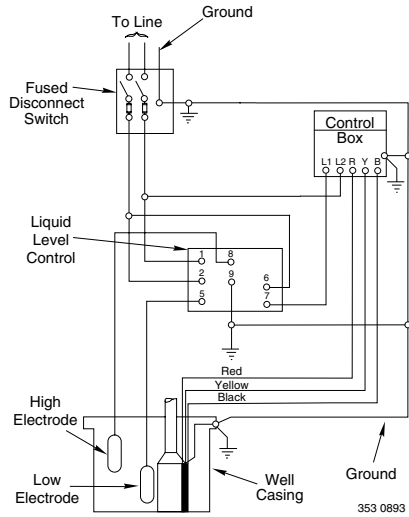 To Line
Ground
Fused
Disconnect
Switch
Control
Box
L1 L2 R Y B
Liquid
Level
Control
1
8
2
9
6
5
7
Red
Yellow
Black
High
Electrode
Low
Electrode
Well
Casing
Ground
353 0893